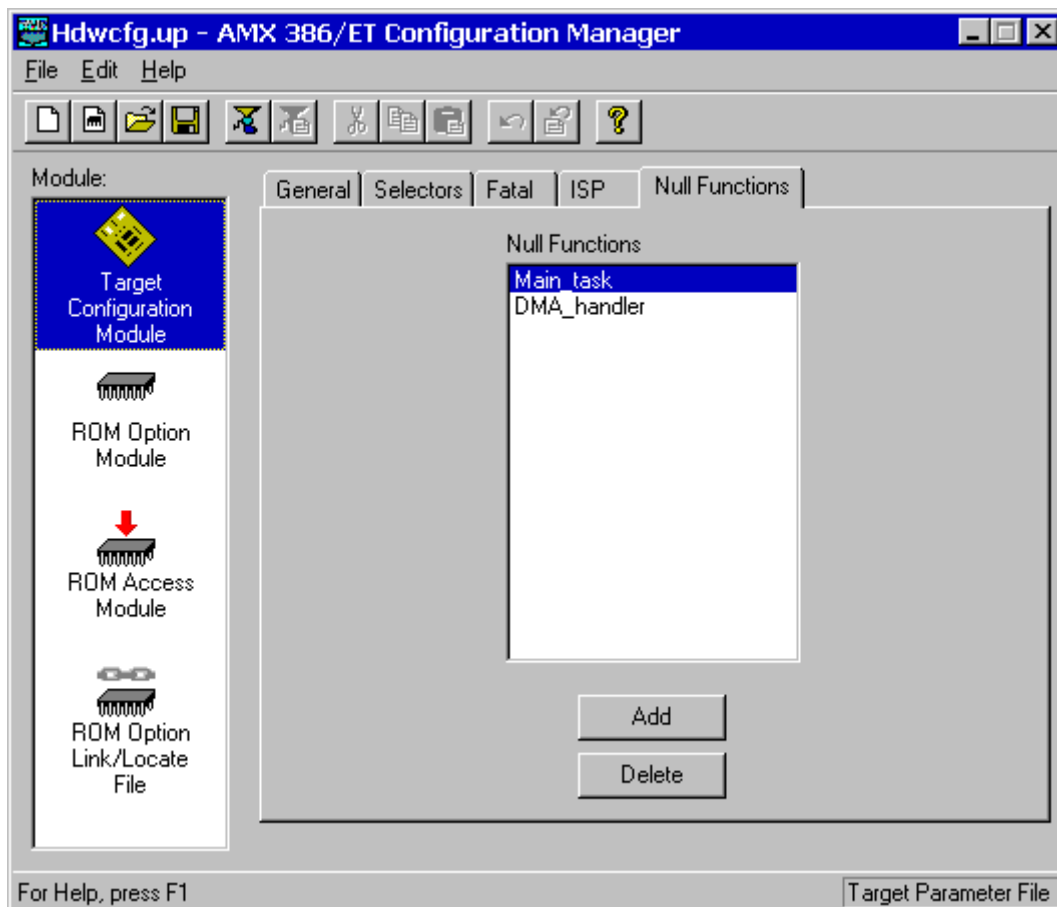 Hdwcfg.up - AMX 386/ET Configuration Manager
File Edit Help
Module:
General Selectors Fatal ISP Null Functions
Target
Configuration
Module
ROM Option
Module
ROM Access
Module
ROM Option
Link/Locate
File
Null Functions
Main_task
DMA_handler
Add
Delete
For Help, press F1
Target Parameter File